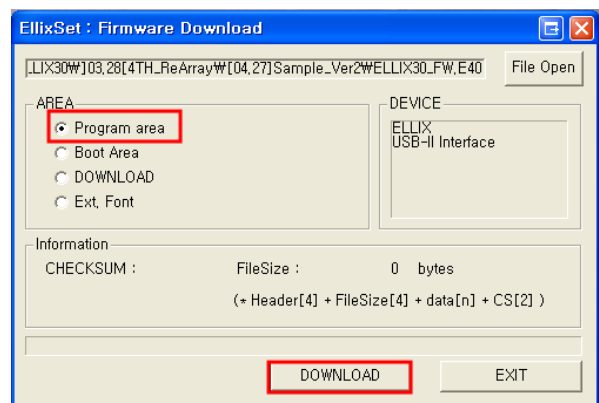 EllixSet : Firmware Download
.LIX30₩]03,28[4TH_ReArray₩[04,27]Sample_Ver2₩ELLIX30_FW,E40
File Open
AREA
Program area
Boot Area
DOWNLOAD
Ext, Font
DEVICE
ELLIX
USB-II Interface
Information
CHECKSUM :
FileSize :
0 bytes
(* Header[4] + FileSize[4] + data[n] + CS[2] )
DOWNLOAD
EXIT